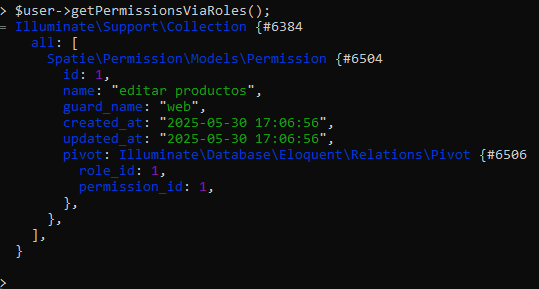 > $user->getPermissionsViaRoles();
= Illuminate\Support\Collection {#6384
    all: [
      Spatie\Permission\Models\Permission {#6504
        id: 1,
        name: "editar productos",
        guard_name: "web",
        created_at: "2025-05-30 17:06:56",
        updated_at: "2025-05-30 17:06:56",
        pivot: Illuminate\Database\Eloquent\Relations\Pivot {#6506
          role_id: 1,
          permission_id: 1,
        },
      },
    ],
  }
>